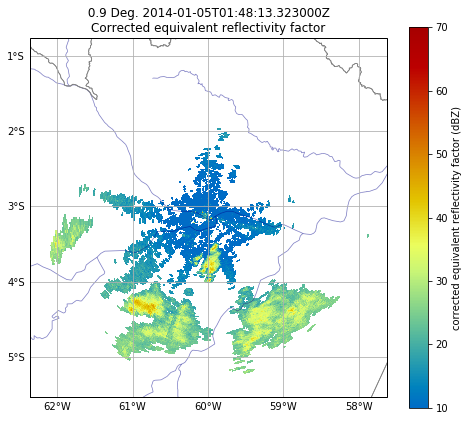 0.9 Deg. 2014-01-05T01:48:13.323000Z
Corrected equivalent reflectivity factor
1°S
2°S
3°S
4°S
5°S
62°W
61°W
60°W
59°W
58°W
70
60
50
40
30
20
10
corrected equivalent reflectivity factor (dBZ)